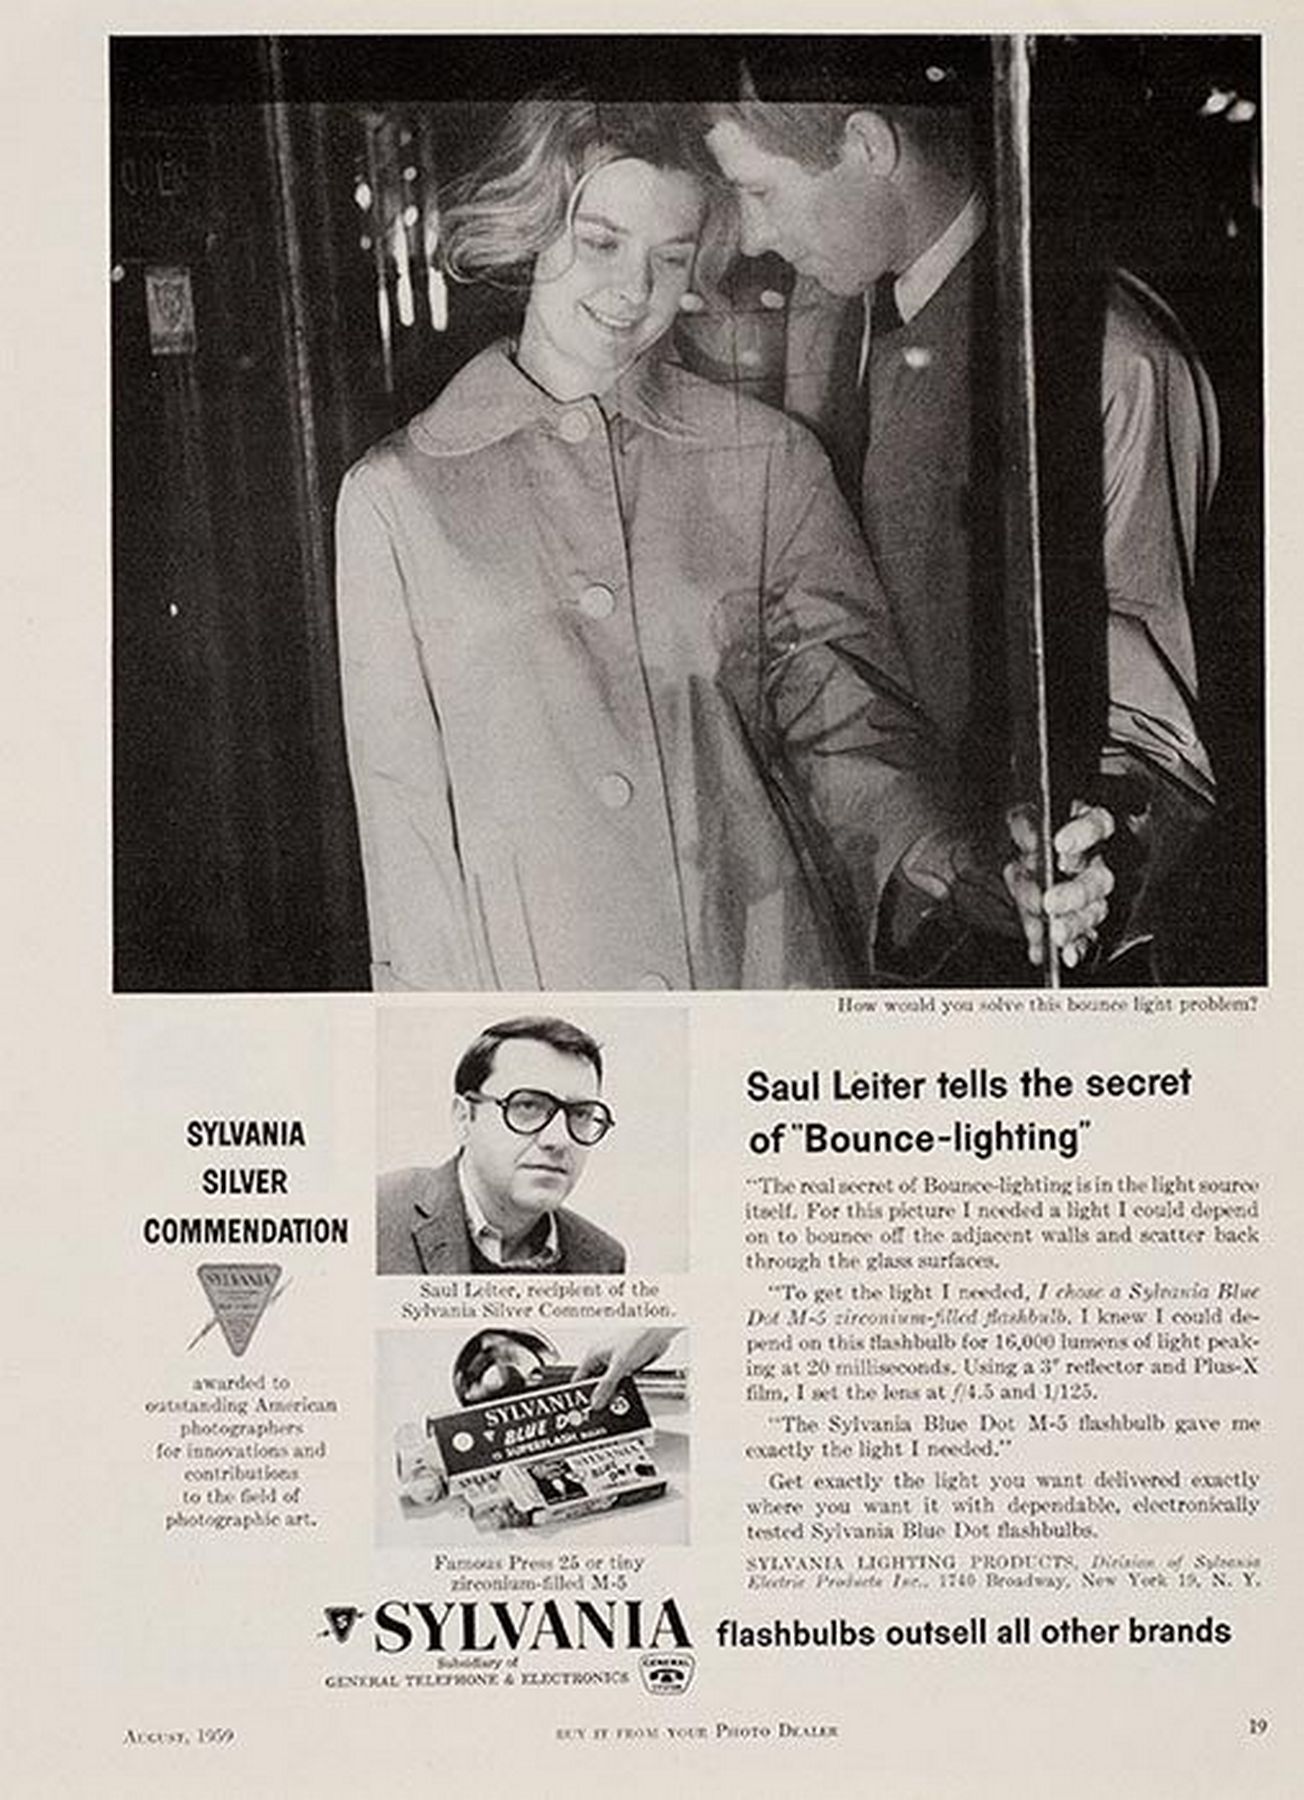 How would you solve this bounce light problem?
SYLVANIA
SILVER
COMMENDATION
SYLVANIA
awarded to
outstanding American
photographers
for innovations and
contributions
to the field of
photographic art.
Saul Leiter, recipient of the
Sylvania Silver Commendation.
SYLVANIA
BLUE DOT
SUPERFLASH
SYLVANIA
BLUE DOT
Famous Press 25 or tiny
zirconium-filled M-5
Saul Leiter tells the secret
of "Bounce-lighting"
"The real secret of Bounce-lighting is in the light source
itself. For this picture I needed a light I could depend
on to bounce off the adjacent walls and scatter back
through the glass surfaces.
"To get the light I needed, I chose a Sylvania Blue
Dot M-5 zirconium-filled flashbulb. I knew I could de-
pend on this flashbulb for 16,000 lumens of light peak-
ing at 20 milliseconds. Using a 3" reflector and Plus-X
film, I set the lens at f/4.5 and 1/125.
"The Sylvania Blue Dot M-5 flashbulb gave me
exactly the light I needed."
Get exactly the light you want delivered exactly
where you want it with dependable, electronically
tested Sylvania Blue Dot flashbulbs.
SYLVANIA LIGHTING PRODUCTS, Division of Sylvania
Electric Products Inc., 1740 Broadway, New York 19, N. Y.
S SYLVANIA flashbulbs outsell all other brands
Subsidiary of
GENERAL TELEPHONE & ELECTRONICS
GENERAL
SYSTEM
AUGUST, 1959
BUY IT FROM YOUR PHOTO DEALER
19